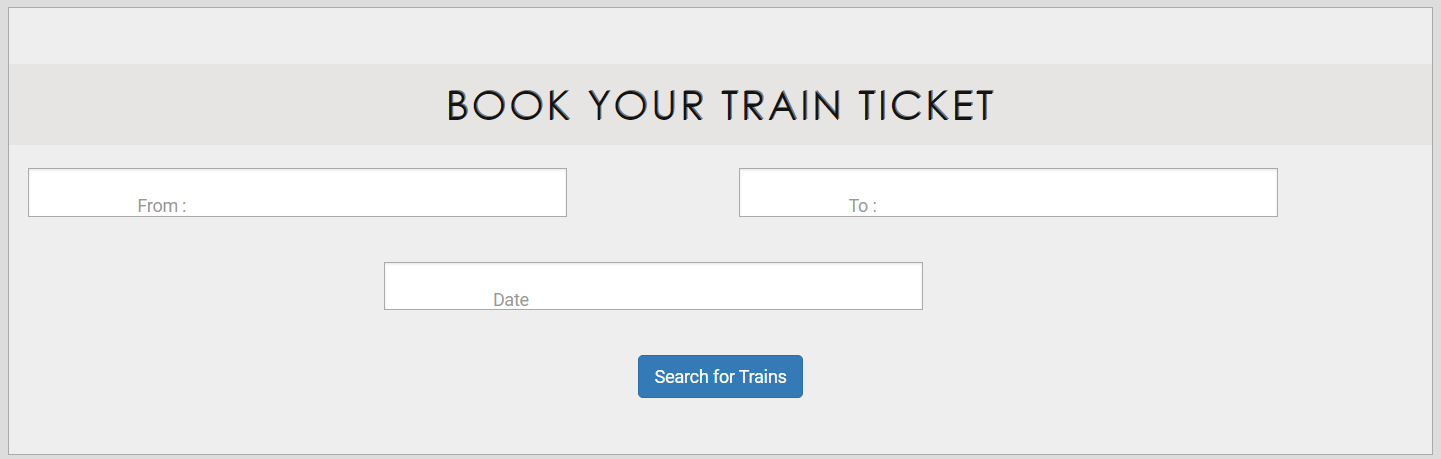 BOOK YOUR TRAIN TICKET
From :
To :
Date
Search for Trains